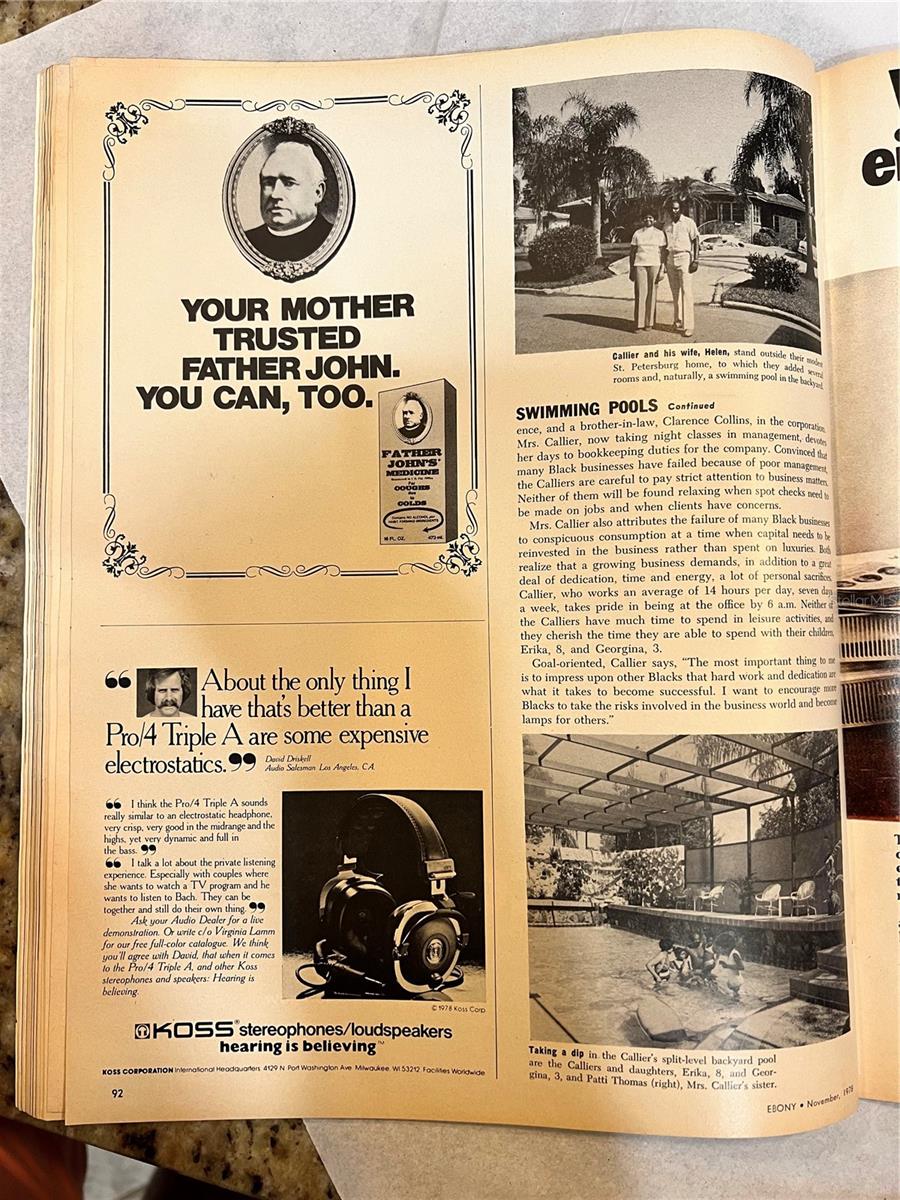 YOUR MOTHER
TRUSTED
FATHER JOHN.
YOU CAN, TOO.
FATHER
JOHN'S
MEDICINE
For
COUGHS
due
to
COLDS
Contains NO ALCOHOL nor
HABIT FORMING INGREDIENTS
16 FL. OZ. 473 ml.
“ About the only thing I
have that's better than a
Pro/4 Triple A are some expensive
electrostatics.” David Driskell
Audio Salesman Los Angeles, CA.
“ I think the Pro/4 Triple A sounds
really similar to an electrostatic headphone,
very crisp, very good in the midrange and the
highs, yet very dynamic and full in
the bass. ”
“ I talk a lot about the private listening
experience. Especially with couples where
she wants to watch a TV program and he
wants to listen to Bach. They can be
together and still do their own thing. ”
Ask your Audio Dealer for a live
demonstration. Or write c/o Virginia Lamm
for our free full-color catalogue. We think
you'll agree with David, that when it comes
to the Pro/4 Triple A, and other Koss
stereophones and speakers: Hearing is
believing.
© 1978 Koss Corp.
KOSS® stereophones/loudspeakers
hearing is believing™
KOSS CORPORATION International Headquarters 4129 N. Port Washington Ave. Milwaukee, WI 53212 Facilities Worldwide
92
Callier and his wife, Helen, stand outside their modest
St. Petersburg home, to which they added several
rooms and, naturally, a swimming pool in the backyard.
SWIMMING POOLS Continued
ence, and a brother-in-law, Clarence Collins, in the corporation.
Mrs. Callier, now taking night classes in management, devotes
her days to bookkeeping duties for the company. Convinced that
many Black businesses have failed because of poor management,
the Calliers are careful to pay strict attention to business matters.
Neither of them will be found relaxing when spot checks need to
be made on jobs and when clients have concerns.
Mrs. Callier also attributes the failure of many Black businesses
to conspicuous consumption at a time when capital needs to be
reinvested in the business rather than spent on luxuries. Both
realize that a growing business demands, in addition to a great
deal of dedication, time and energy, a lot of personal sacrifices.
Callier, who works an average of 14 hours per day, seven days
a week, takes pride in being at the office by 6 a.m. Neither of
the Calliers have much time to spend in leisure activities, and
they cherish the time they are able to spend with their children,
Erika, 8, and Georgina, 3.
Goal-oriented, Callier says, “The most important thing to me
is to impress upon other Blacks that hard work and dedication are
what it takes to become successful. I want to encourage more
Blacks to take the risks involved in the business world and become
lamps for others.”
Taking a dip in the Callier's split-level backyard pool
are the Calliers and daughters, Erika, 8, and Geor-
gina, 3, and Patti Thomas (right), Mrs. Callier's sister.
EBONY • November, 1978